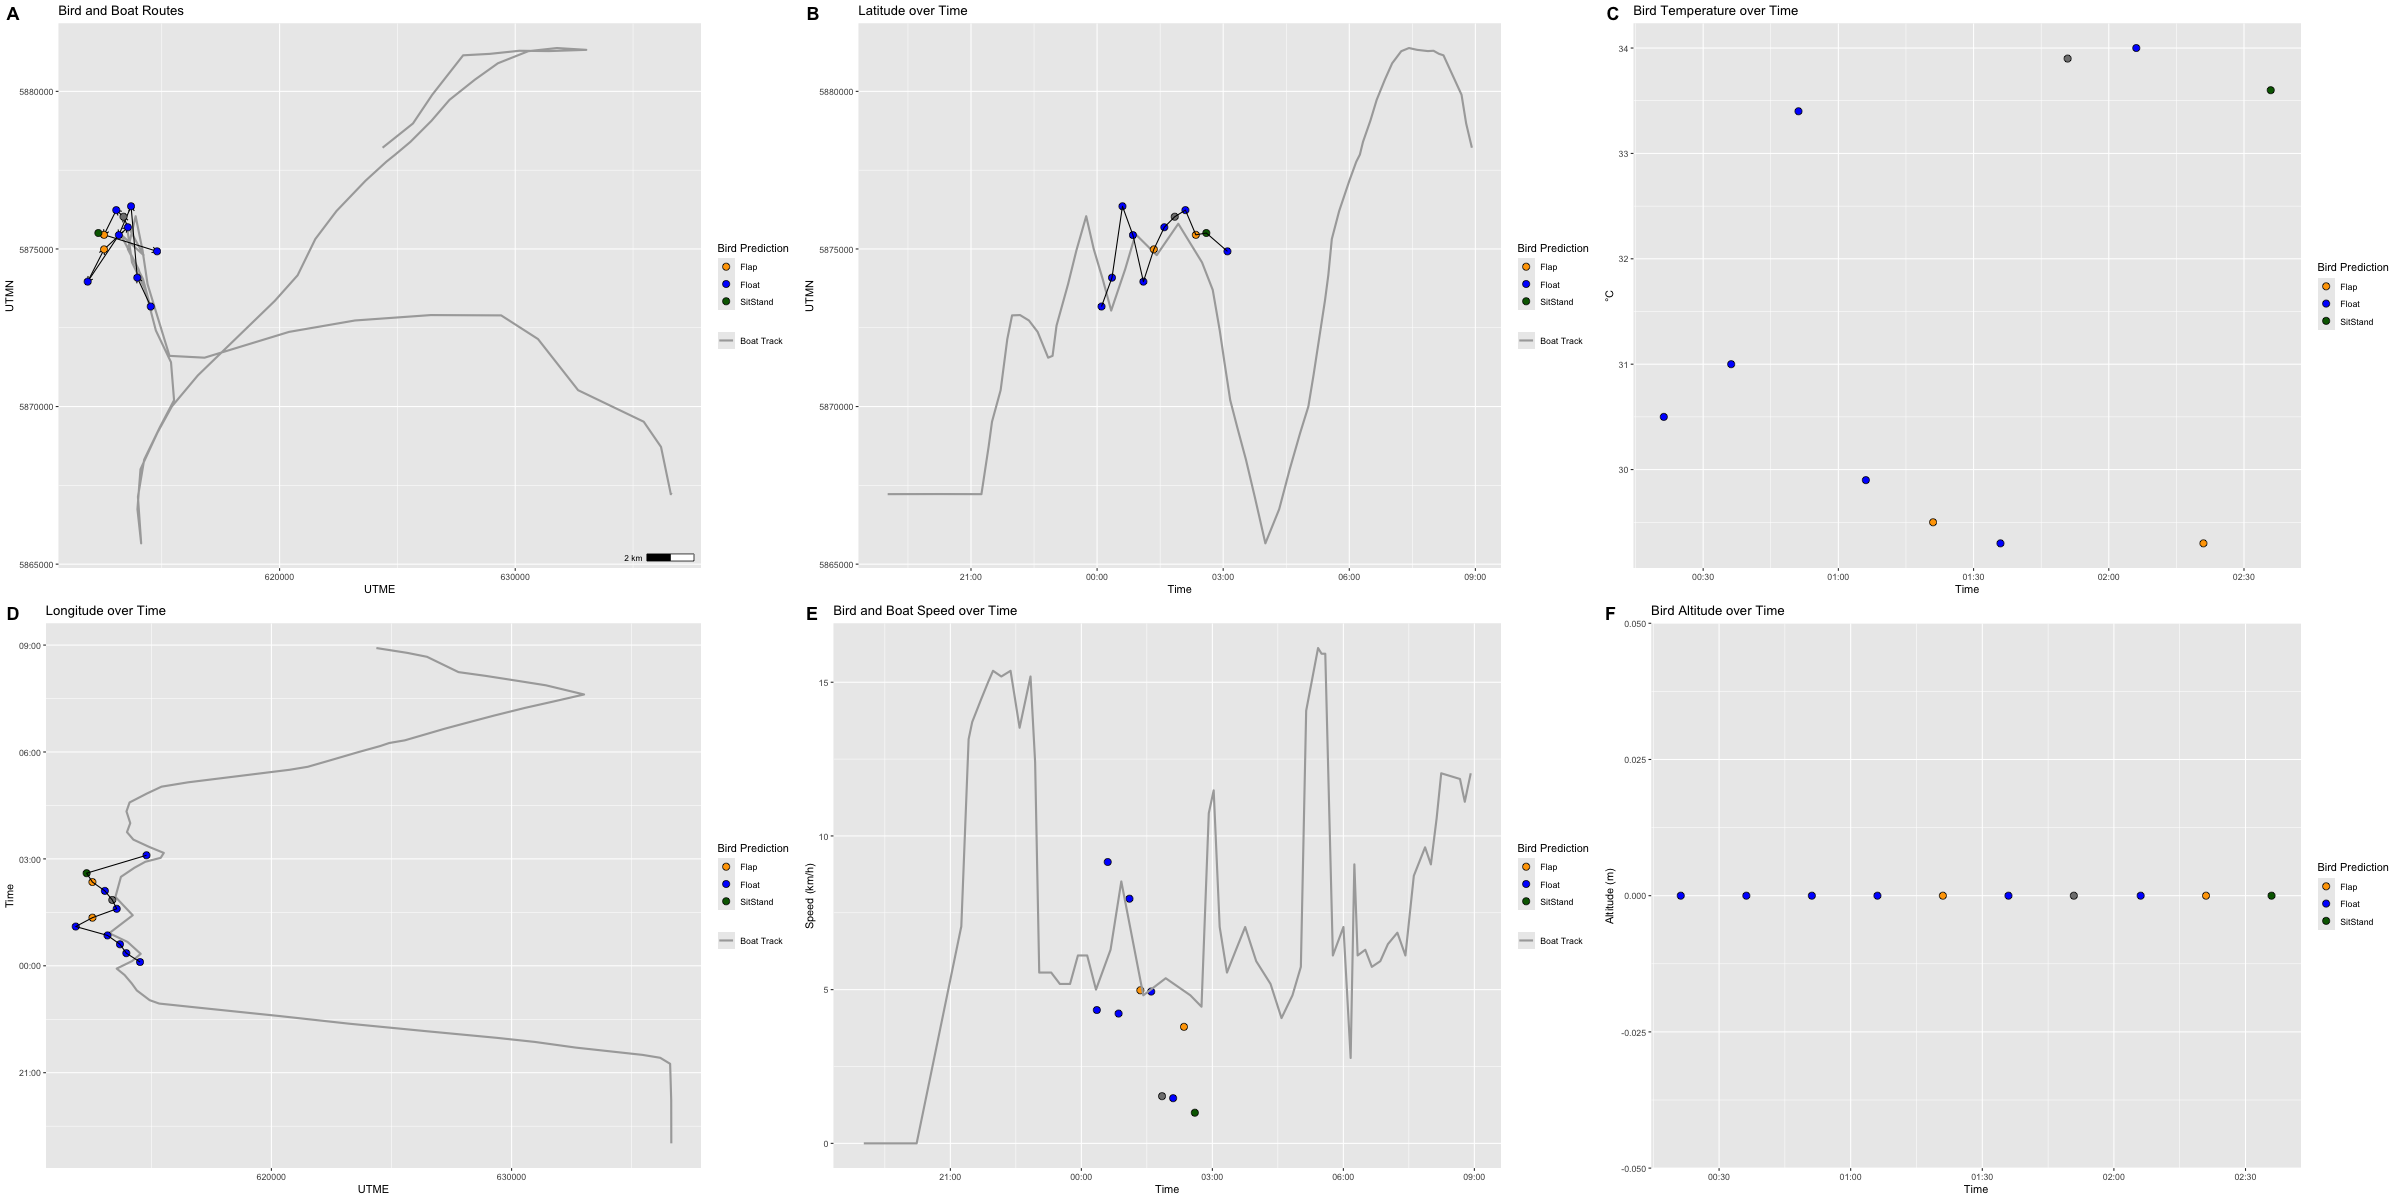 A Bird and Boat Routes
5880000
5875000
5870000
5865000
UTMN
620000
630000
UTME
2 km
Bird Prediction
Flap
Float
SitStand
Boat Track
B Latitude over Time
5880000
5875000
5870000
5865000
UTMN
21:00
00:00
03:00
06:00
09:00
Time
Bird Prediction
Flap
Float
SitStand
Boat Track
C Bird Temperature over Time
34
33
32
31
30
°C
00:30
01:00
01:30
02:00
02:30
Time
Bird Prediction
Flap
Float
SitStand
D Longitude over Time
09:00
06:00
03:00
00:00
21:00
Time
620000
630000
UTME
Bird Prediction
Flap
Float
SitStand
Boat Track
E Bird and Boat Speed over Time
15
10
5
0
Speed (km/h)
21:00
00:00
03:00
06:00
09:00
Time
Bird Prediction
Flap
Float
SitStand
Boat Track
F Bird Altitude over Time
0.050
0.025
0.000
-0.025
-0.050
Altitude (m)
00:30
01:00
01:30
02:00
02:30
Time
Bird Prediction
Flap
Float
SitStand